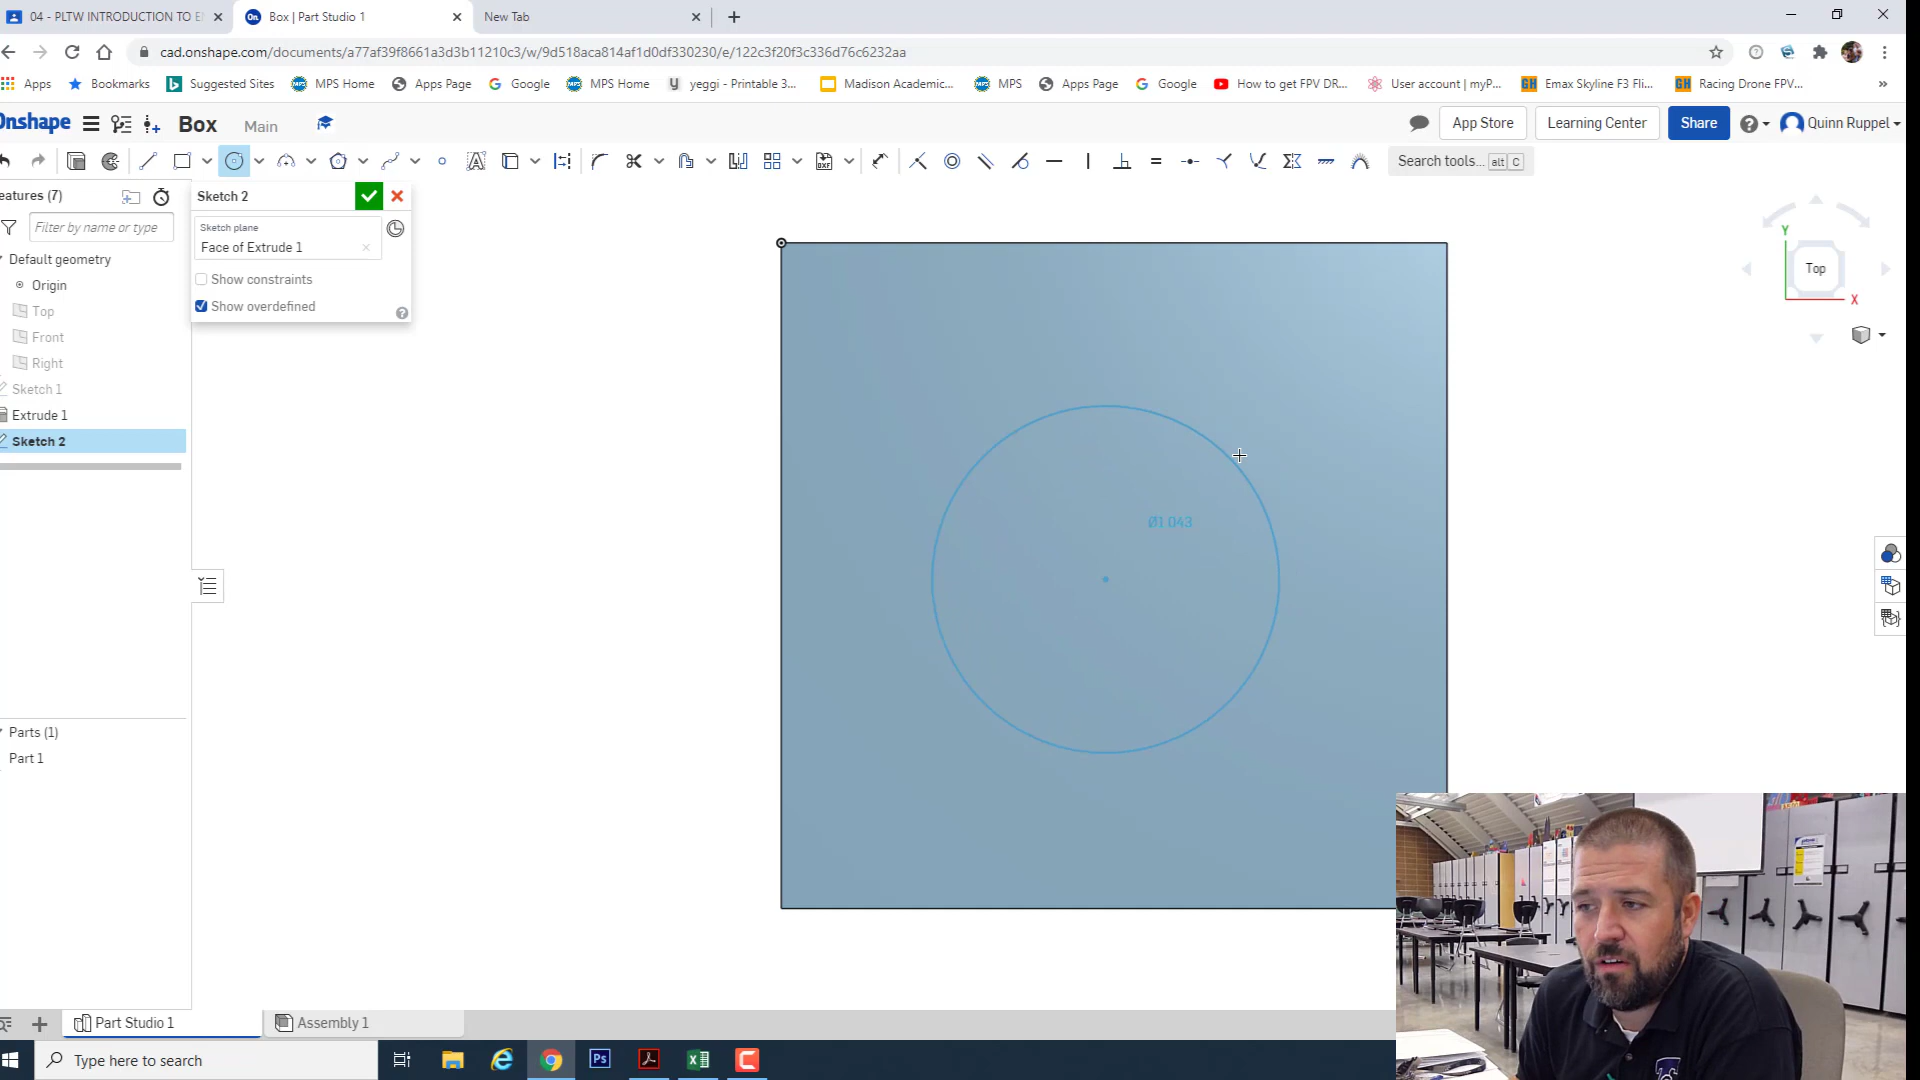 04 - PLTW INTRODUCTION TO E
Box | Part Studio 1
New Tab
cad.onshape.com/documents/a77af39f8661a3d3b11210c3/w/9d518aca814af1d0df330230/e/122c3f20f3c336d76c6232aa
Apps
Bookmarks
Suggested Sites
MPS Home
Apps Page
Google
MPS Home
yeggi - Printable 3...
Madison Academic...
MPS
Apps Page
Google
How to get FPV DR...
User account | myP...
Emax Skyline F3 Fli...
Racing Drone FPV...
Onshape
Box
Main
App Store
Learning Center
Share
Quinn Ruppel
Search tools... alt C
eatures (7)
Filter by name or type
Default geometry
Origin
Top
Front
Right
Sketch 1
Extrude 1
Sketch 2
Sketch 2
Sketch plane
Face of Extrude 1
Show constraints
Show overdefined
Ø1.043
Y
Top
X
Parts (1)
Part 1
Part Studio 1
Assembly 1
Type here to search